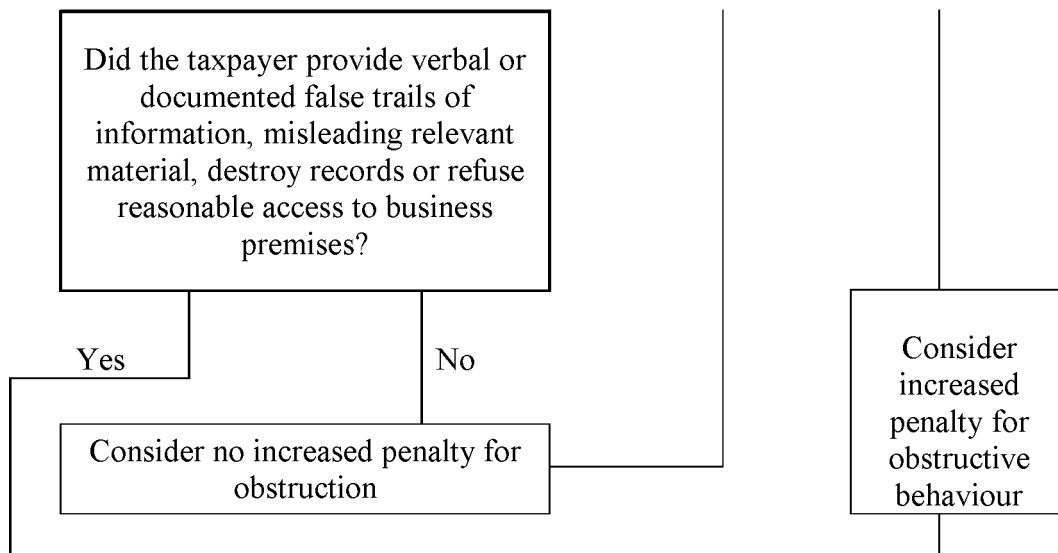 Did the taxpayer provide verbal or
documented false trails of
information, misleading relevant
material, destroy records or refuse
reasonable access to business
premises?
Yes
No
Consider no increased penalty for
obstruction
Consider
increased
penalty for
obstructive
behaviour